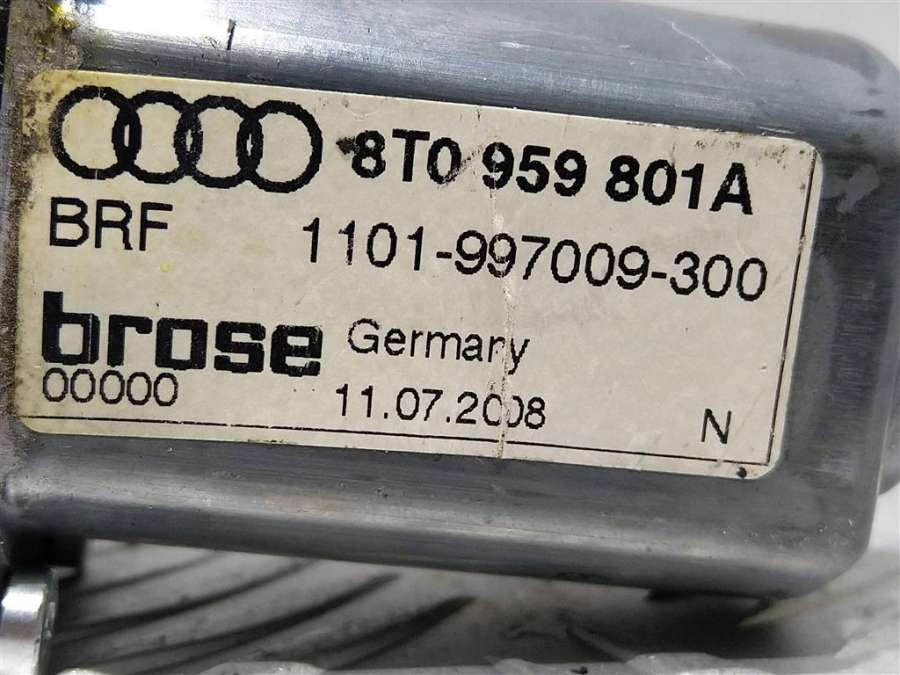 8T0 959 801A
BRF 1101-997009-300
brose Germany
00000 11.07.2008
N